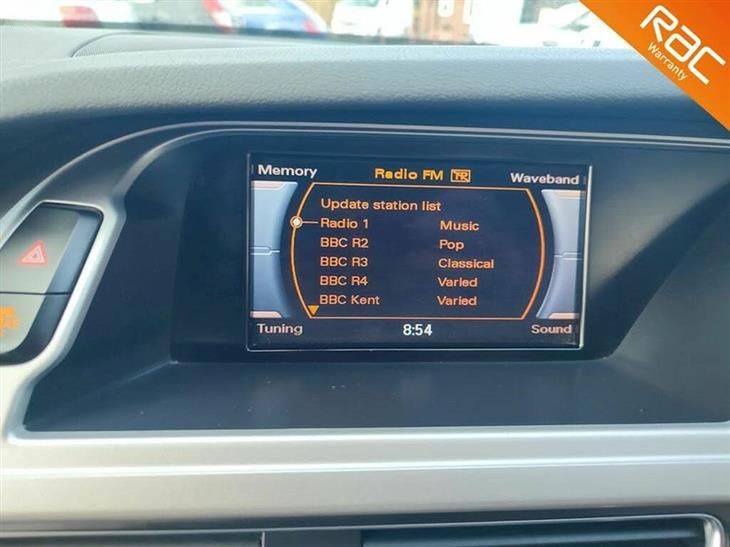 RAC
Warranty
Memory Radio FM TR Waveband
Update station list
Radio 1 Music
BBC R2 Pop
BBC R3 Classical
BBC R4 Varied
BBC Kent Varied
Tuning 8:54 Sound